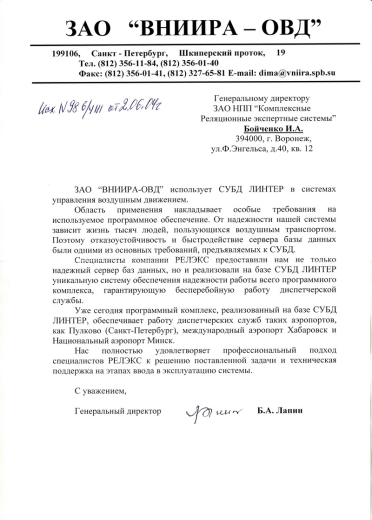 ЗАО “ВНИИРА – ОВД”
199106, Санкт - Петербург, Шкиперский проток, 19
Тел. (812) 356-11-84, (812) 356-01-40
Факс: (812) 356-01-41, (812) 327-65-81 E-mail: dima@vniira.spb.su
Исх N 98 от 2.06.04г
Генеральному директору
ЗАО НПП “Комплексные
Реляционные экспертные системы”
Бойченко И.А.
394000, г. Воронеж,
ул.Ф.Энгельса, д.40, кв. 12
ЗАО “ВНИИРА-ОВД” использует СУБД ЛИНТЕР в системах
управления воздушным движением.
Область применения накладывает особые требования на
используемое программное обеспечение. От надежности нашей системы
зависит жизнь тысяч людей, пользующихся воздушным транспортом.
Поэтому отказоустойчивость и быстродействие сервера базы данных
были одними из основных требований, предъявляемых к СУБД.
Специалисты компании РЕЛЭКС предоставили нам не только
надежный сервер баз данных, но и реализовали на базе СУБД ЛИНТЕР
уникальную систему обеспечения надежности работы всего программного
комплекса, гарантирующую бесперебойную работу диспетчерской
службы.
Уже сегодня программный комплекс, реализованный на базе СУБД
ЛИНТЕР, обеспечивает работу диспетчерских служб таких аэропортов,
как Пулково (Санкт-Петербург), международный аэропорт Хабаровск и
Национальный аэропорт Минск.
Нас полностью удовлетворяет профессиональный подход
специалистов РЕЛЭКС к решению поставленной задачи и техническая
поддержка на этапах ввода в эксплуатацию системы.
С уважением,
Генеральный директор Б.А. Лапин